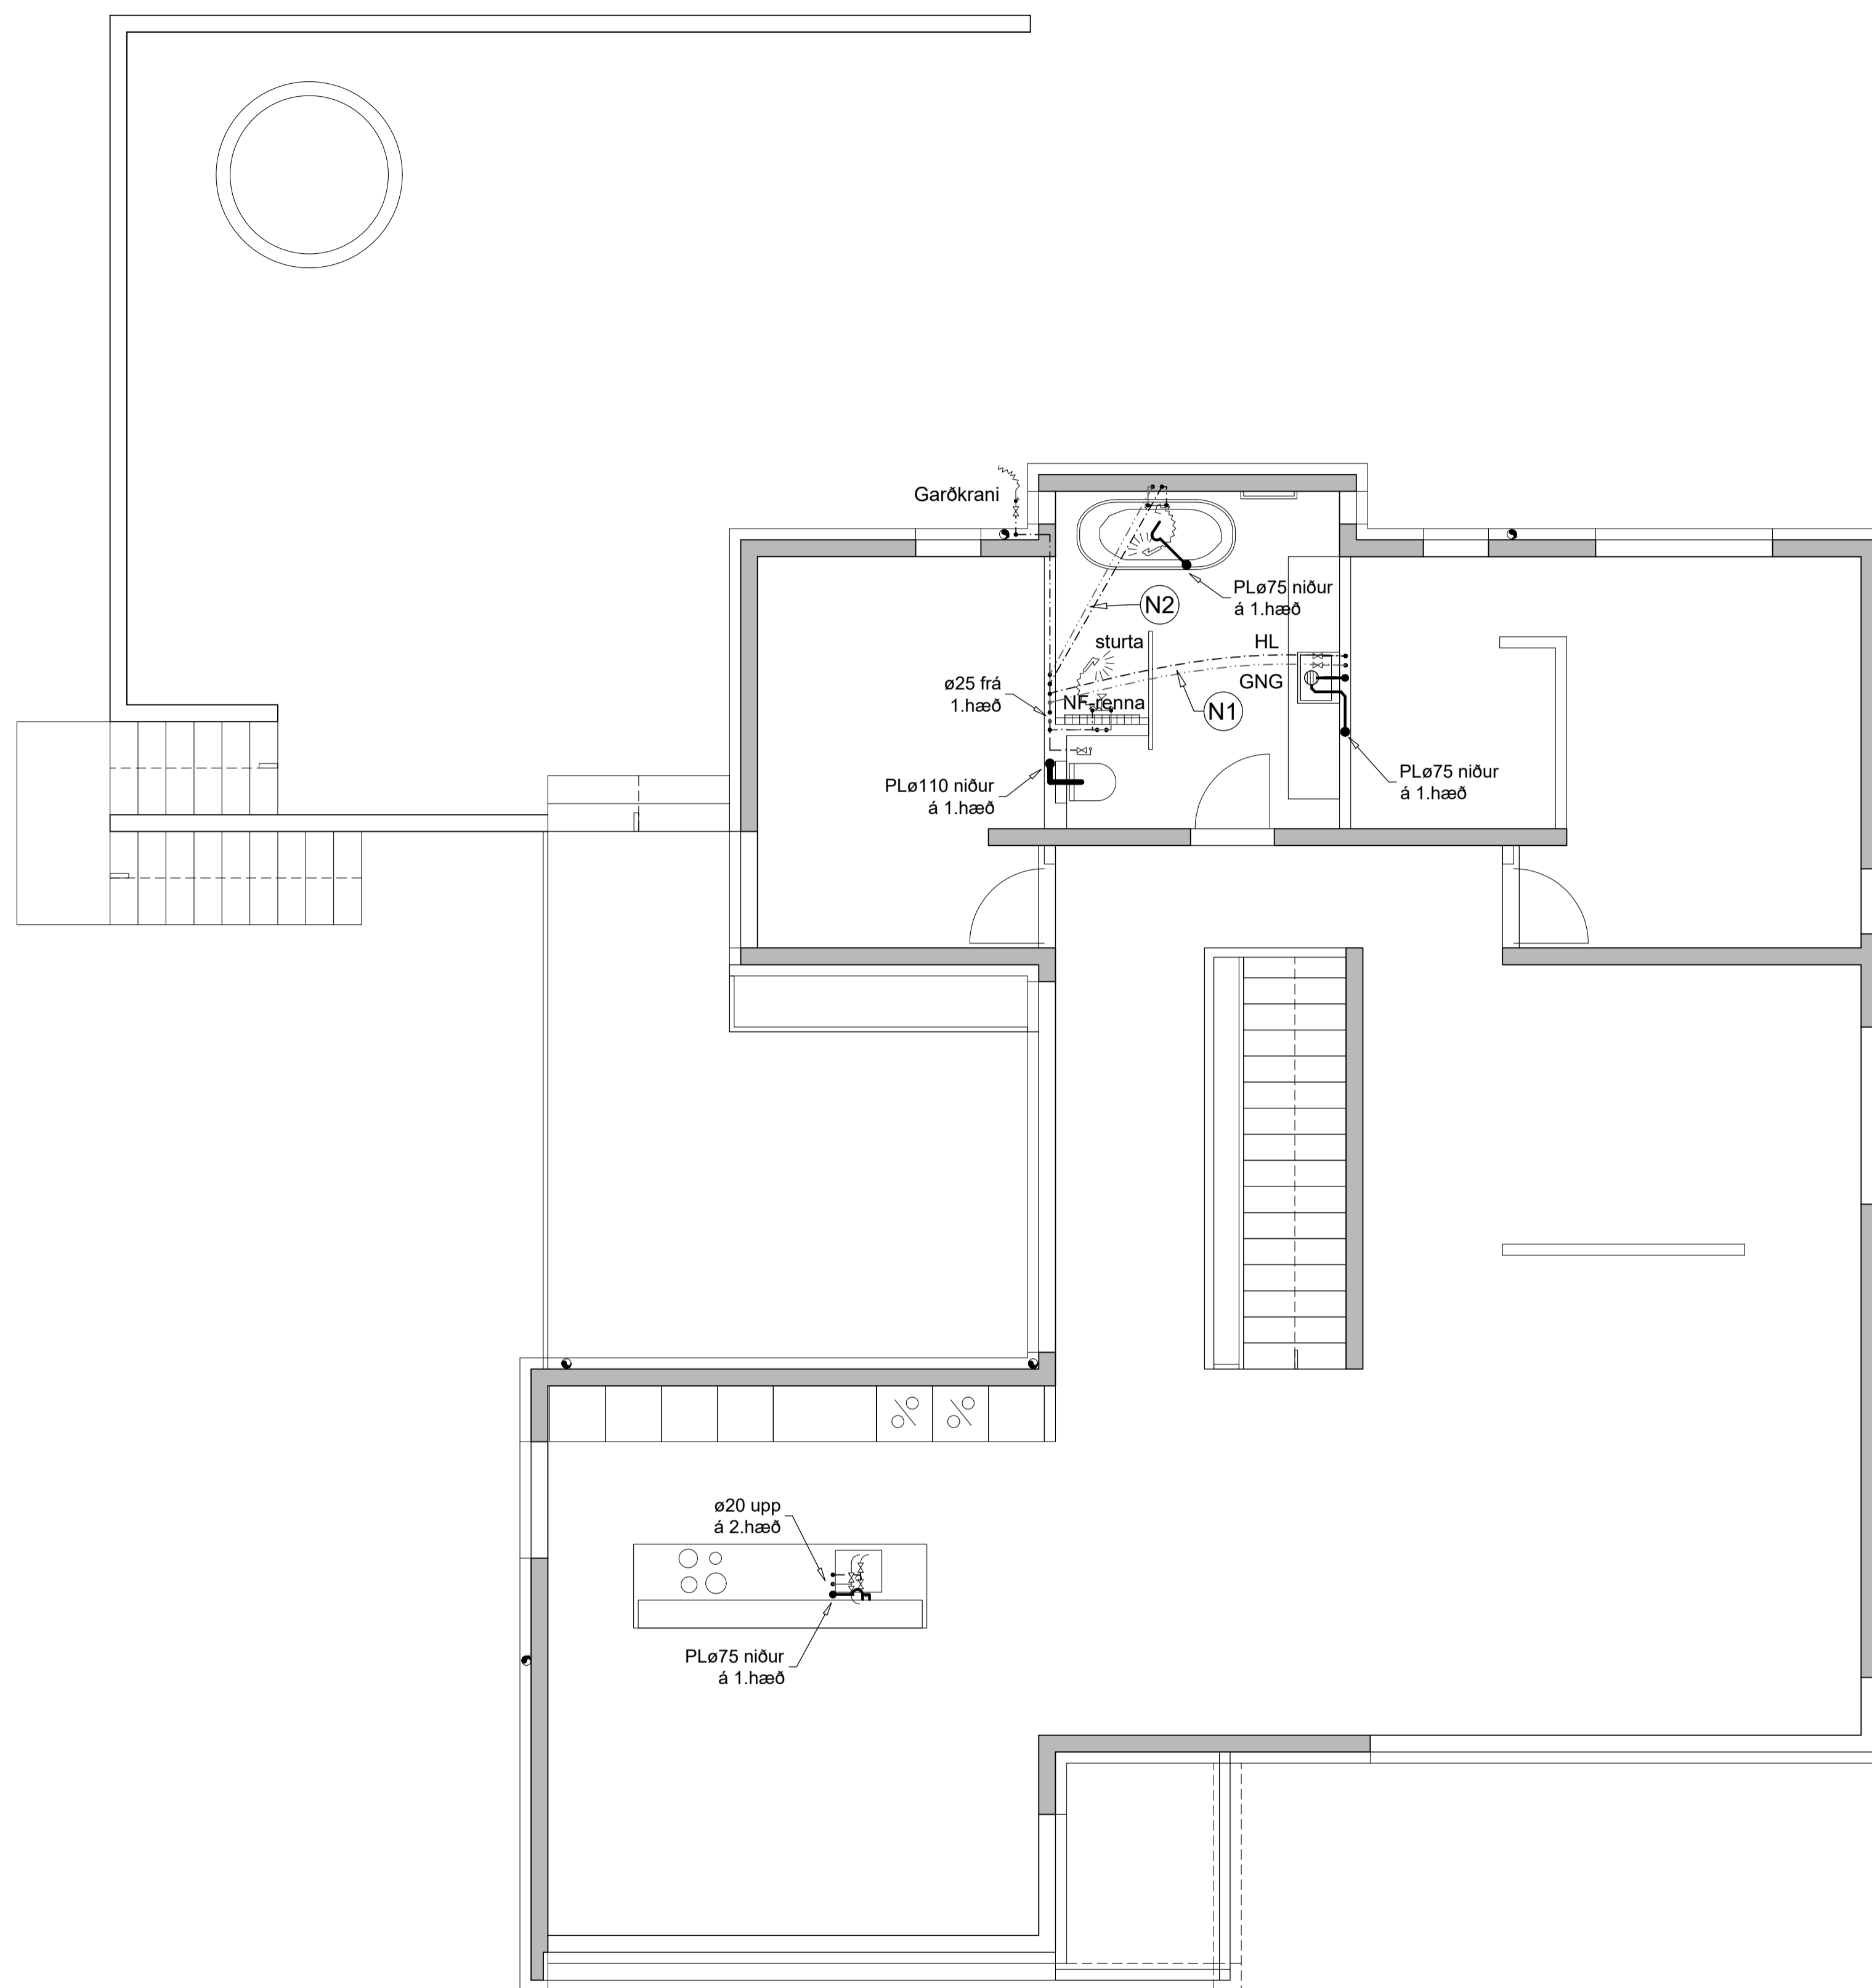 Garðkrani
PLø75 niður
á 1.hæð
N2
sturta
HL
GNG
ø25 frá
1.hæð
NF-renna
N1
PLø110 niður
á 1.hæð
PLø75 niður
á 1.hæð
ø20 upp
á 2.hæð
PLø75 niður
á 1.hæð